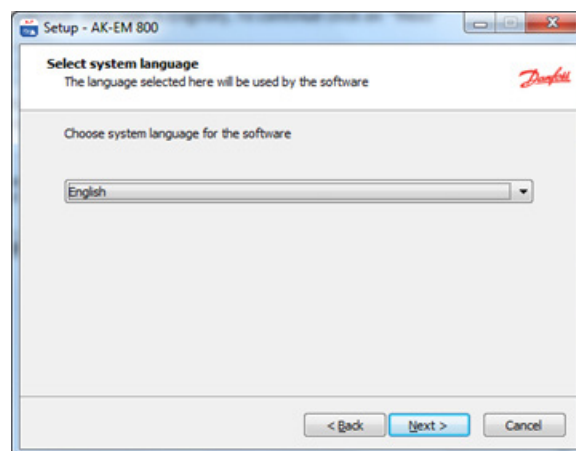 Setup - AK-EM 800
Select system language
The language selected here will be used by the software
Danfoss
Choose system language for the software
English
< Back
Next >
Cancel